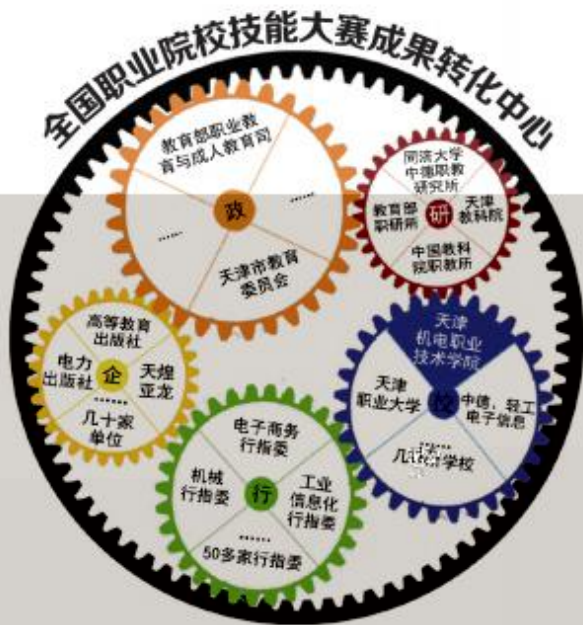 全国职业院校技能大赛成果转化中心
教育部职业教
育与成人教育司
……
……
政
天津市教育
委员会
同济大学
中德职教
研究所
教育部
职研所
研
天津
教科院
中国教科
院职教所
高等教育
出版社
电力
出版社
企
天煌
亚龙
……
几十家
单位
天津
机电职业
技术学院
天津
职业大学
校
中德、轻工
电子信息
……
学校
电子商务
行指委
机械
行指委
行
工业
信息化
行指委
……
50多家行指委